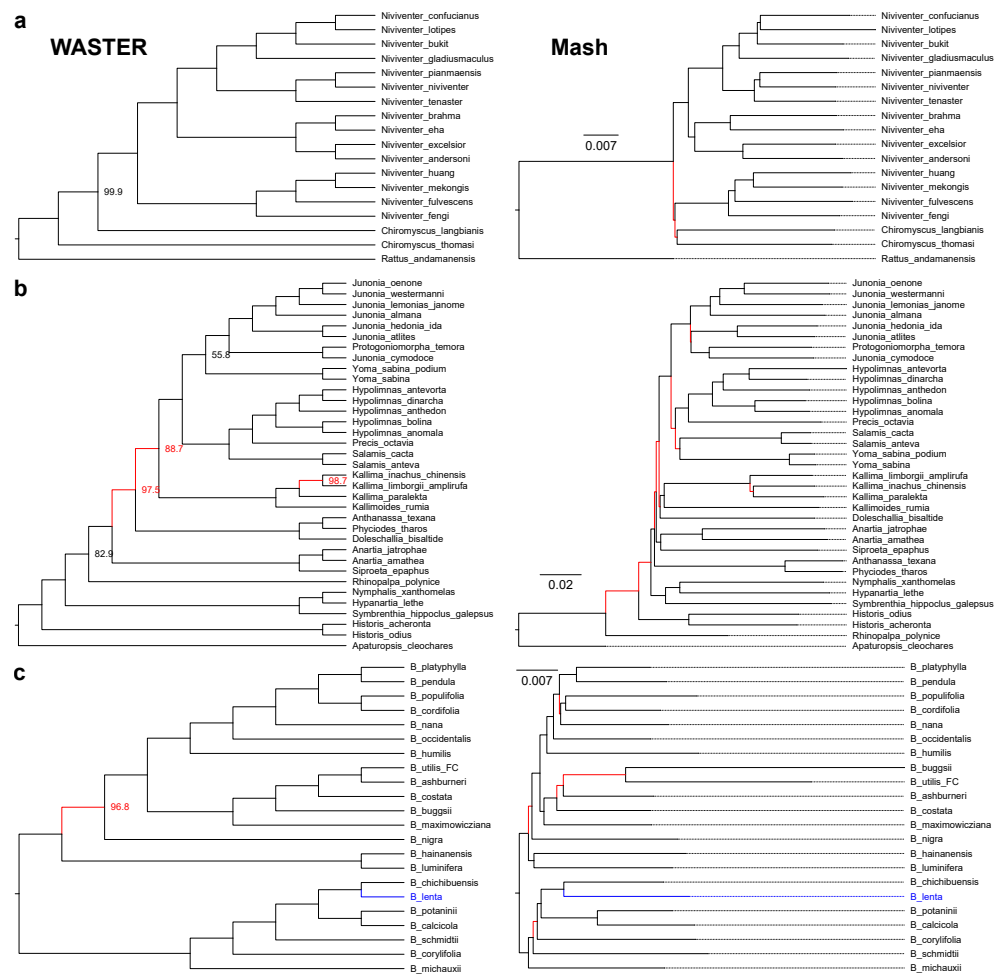 a
WASTER
Mash
Niviventer_confucianus
Niviventer_lotipes
Niviventer_bukit
Niviventer_gladiusmaculus
Niviventer_pianmaensis
Niviventer_niviventer
Niviventer_tenaster
Niviventer_brahma
Niviventer_eha
Niviventer_excelsior
Niviventer_andersoni
Niviventer_huang
Niviventer_mekongis
Niviventer_fulvescens
Niviventer_fengi
Chiromyscus_langbianis
Chiromyscus_thomasi
Rattus_andamanensis
99.9
Niviventer_confucianus
Niviventer_lotipes
Niviventer_bukit
Niviventer_gladiusmaculus
Niviventer_pianmaensis
Niviventer_niviventer
Niviventer_tenaster
Niviventer_brahma
Niviventer_eha
Niviventer_excelsior
Niviventer_andersoni
Niviventer_huang
Niviventer_mekongis
Niviventer_fulvescens
Niviventer_fengi
Chiromyscus_langbianis
Chiromyscus_thomasi
Rattus_andamanensis
0.007
b
Junonia_oenone
Junonia_westermanni
Junonia_lemonias_janome
Junonia_almana
Junonia_hedonia_ida
Junonia_atlites
Protogoniomorpha_temora
Junonia_cymodoce
Yoma_sabina_podium
Yoma_sabina
Hypolimnas_antevorta
Hypolimnas_dinarcha
Hypolimnas_anthedon
Hypolimnas_bolina
Hypolimnas_anomala
Precis_octavia
Salamis_cacta
Salamis_anteva
Kallima_inachus_chinensis
Kallima_limborgii_amplirufa
Kallima_paralekta
Kallimoides_rumia
Anthanassa_texana
Phyciodes_tharos
Doleschallia_bisaltide
Anartia_jatrophae
Anartia_amathea
Siproeta_epaphus
Rhinopalpa_polynice
Nymphalis_xanthomelas
Hypanartia_lethe
Symbrenthia_hippoclus_galepsus
Historis_acheronta
Historis_odius
Apaturopsis_cleochares
55.8
88.7
98.7
97.5
82.9
Junonia_oenone
Junonia_westermanni
Junonia_lemonias_janome
Junonia_almana
Junonia_hedonia_ida
Junonia_atlites
Protogoniomorpha_temora
Junonia_cymodoce
Hypolimnas_antevorta
Hypolimnas_dinarcha
Hypolimnas_anthedon
Hypolimnas_bolina
Hypolimnas_anomala
Precis_octavia
Salamis_cacta
Salamis_anteva
Yoma_sabina_podium
Yoma_sabina
Kallima_limborgii_amplirufa
Kallima_inachus_chinensis
Kallima_paralekta
Kallimoides_rumia
Doleschallia_bisaltide
Anartia_jatrophae
Anartia_amathea
Siproeta_epaphus
Anthanassa_texana
Phyciodes_tharos
Nymphalis_xanthomelas
Hypanartia_lethe
Symbrenthia_hippoclus_galepsus
Historis_odius
Historis_acheronta
Rhinopalpa_polynice
Apaturopsis_cleochares
0.02
c
B_platyphylla
B_pendula
B_populifolia
B_cordifolia
B_nana
B_occidentalis
B_humilis
B_utilis_FC
B_ashburneri
B_costata
B_buggsii
B_maximowicziana
B_nigra
B_hainanensis
B_luminifera
B_chichibuensis
B_lenta
B_potaninii
B_calcicola
B_schmidtii
B_corylifolia
B_michauxii
96.8
0.007
B_platyphylla
B_pendula
B_populifolia
B_cordifolia
B_nana
B_occidentalis
B_humilis
B_buggsii
B_utilis_FC
B_ashburneri
B_costata
B_maximowicziana
B_nigra
B_hainanensis
B_luminifera
B_chichibuensis
B_lenta
B_potaninii
B_calcicola
B_corylifolia
B_schmidtii
B_michauxii